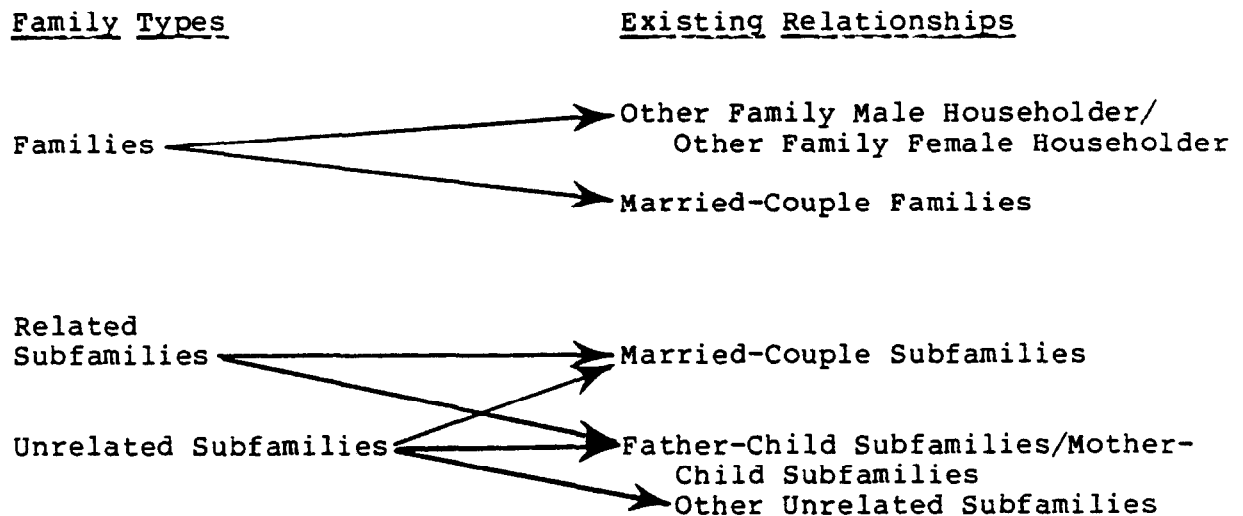 Family Types Existing Relationships
Other Family Male Householder/
Families Other Family Female Householder
Married-Couple Families
Related
Subfamilies Married-Couple Subfamilies
Unrelated Subfamilies Father-Child Subfamilies/Mother-
Child Subfamilies
Other Unrelated Subfamilies